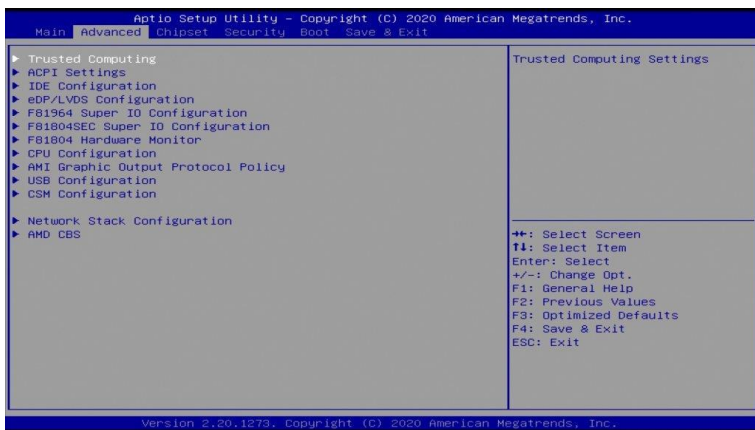 Aptio Setup Utility – Copyright (C) 2020 American Megatrends, Inc.
Main Advanced Chipset Security Boot Save & Exit
▶ Trusted Computing
▶ ACPI Settings
▶ IDE Configuration
▶ eDP/LVDS Configuration
▶ F81964 Super IO Configuration
▶ F81804SEC Super IO Configuration
▶ F81804 Hardware Monitor
▶ CPU Configuration
▶ AMI Graphic Output Protocol Policy
▶ USB Configuration
▶ CSM Configuration
▶ Network Stack Configuration
▶ AMD CBS
Trusted Computing Settings
→←: Select Screen
↑↓: Select Item
Enter: Select
+/-: Change Opt.
F1: General Help
F2: Previous Values
F3: Optimized Defaults
F4: Save & Exit
ESC: Exit
Version 2.20.1273. Copyright (C) 2020 American Megatrends, Inc.